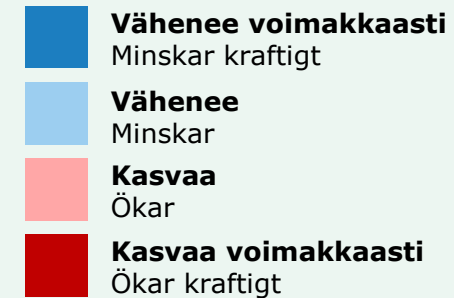 Vähenee voimakkaasti
Minskar kraftigt
Vähenee
Minskar
Kasvaa
Ökar
Kasvaa voimakkaasti
Ökar kraftigt